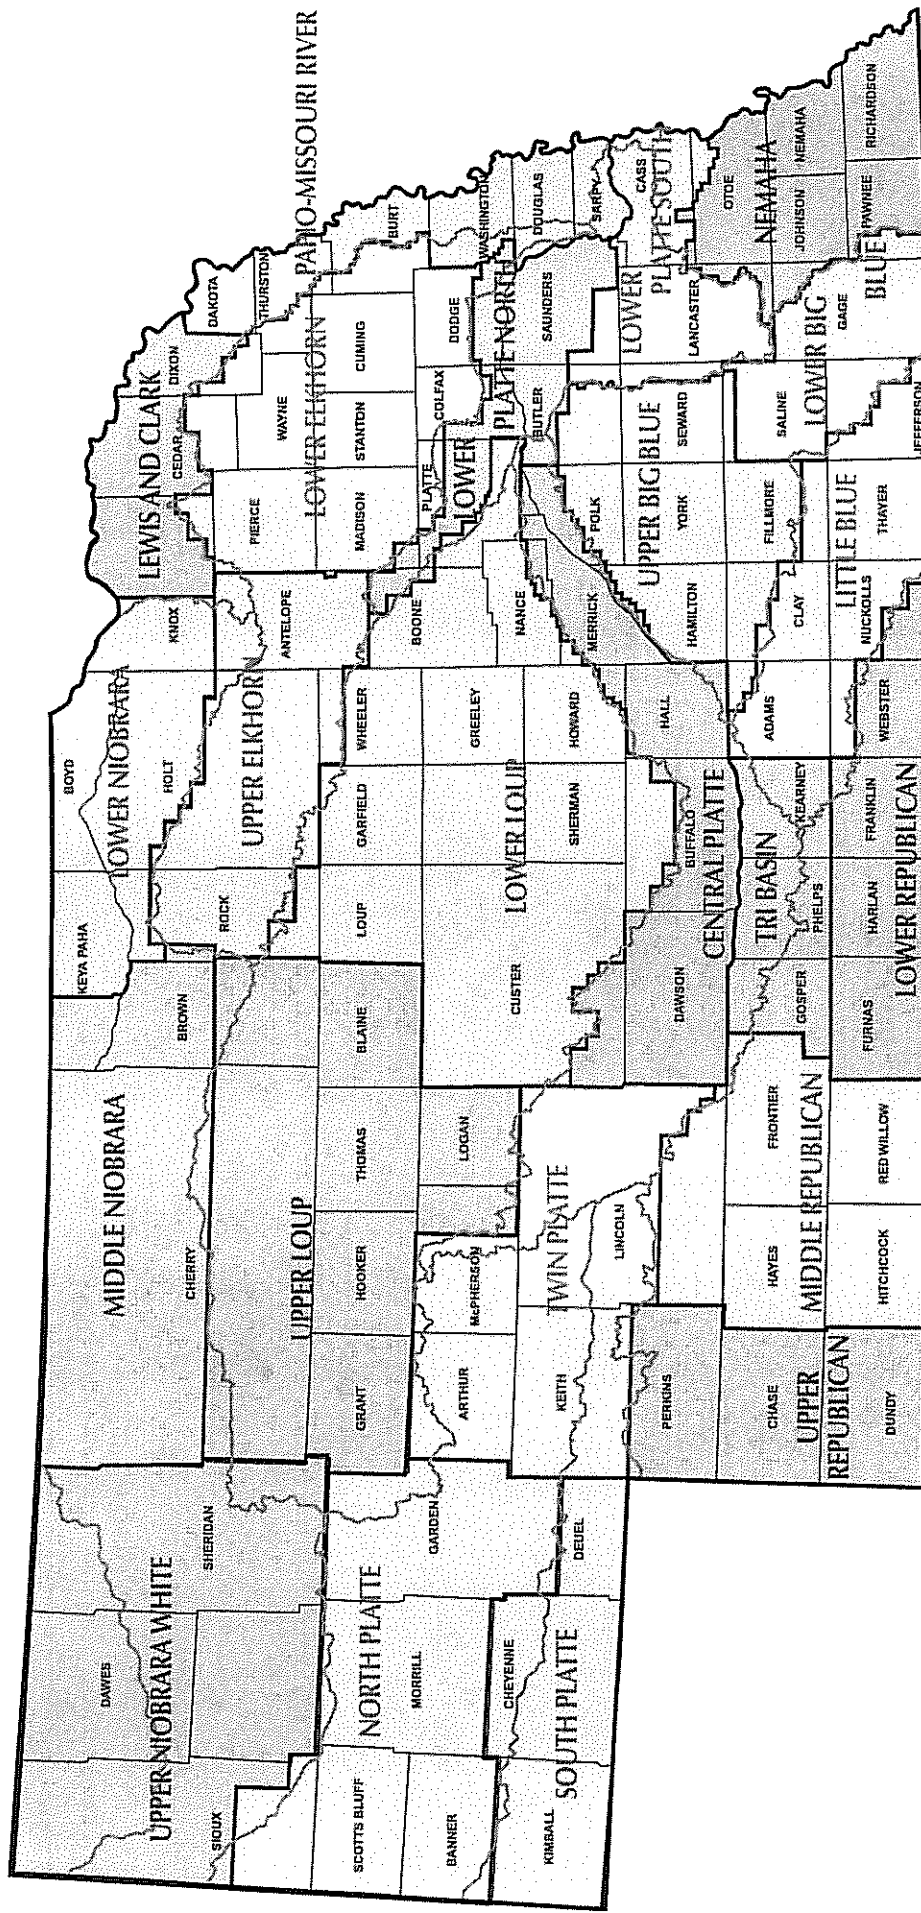 UPPER NIOBRARA WHITE
SIOUX
DAWES
SHERIDAN
MIDDLE NIOBRARA
CHERRY
BROWN
KEYA PAHA
BOYD
LOWER NIOBRARA
HOLT
ROCK
KNOX
LEWIS AND CLARK
CEDAR
DIXON
DAKOTA
THURSTON
PAPIO-MISSOURI RIVER
NORTH PLATTE
SCOTTS BLUFF
BANNER
MORRILL
GARDEN
SOUTH PLATTE
KIMBALL
CHEYENNE
DEUEL
UPPER LOUP
GRANT
HOOKER
THOMAS
BLAINE
LOGAN
UPPER ELKHORN
ANTELOPE
LOWER ELKHORN
PIERCE
WAYNE
MADISON
STANTON
CUMING
BURT
DODGE
COLFAX
PLATTE
WASHINGTON
DOUGLAS
SARPY
LOWER LOUP
LOUP
GARFIELD
WHEELER
CUSTER
SHERMAN
HOWARD
GREELEY
BOONE
NANCE
LOWER
PLATTE NORTH
BUTLER
SAUNDERS
TWIN PLATTE
ARTHUR
McPHERSON
KEITH
LINCOLN
CENTRAL PLATTE
DAWSON
BUFFALO
HALL
MERRICK
UPPER BIG BLUE
POLK
HAMILTON
YORK
SEWARD
FILLMORE
LOWER
PLATTE SOUTH
CASS
LANCASTER
NEMAHA
OTOE
JOHNSON
NEMAHA
PAWNEE
RICHARDSON
UPPER
REPUBLICAN
PERKINS
CHASE
DUNDY
MIDDLE REPUBLICAN
HAYES
FRONTIER
HITCHCOCK
RED WILLOW
TRI BASIN
GOSPER
PHELPS
KEARNEY
LOWER REPUBLICAN
FURNAS
HARLAN
FRANKLIN
WEBSTER
LITTLE BLUE
ADAMS
CLAY
NUCKOLLS
THAYER
JEFFERSON
LOWER BIG
BLUE
SALINE
GAGE